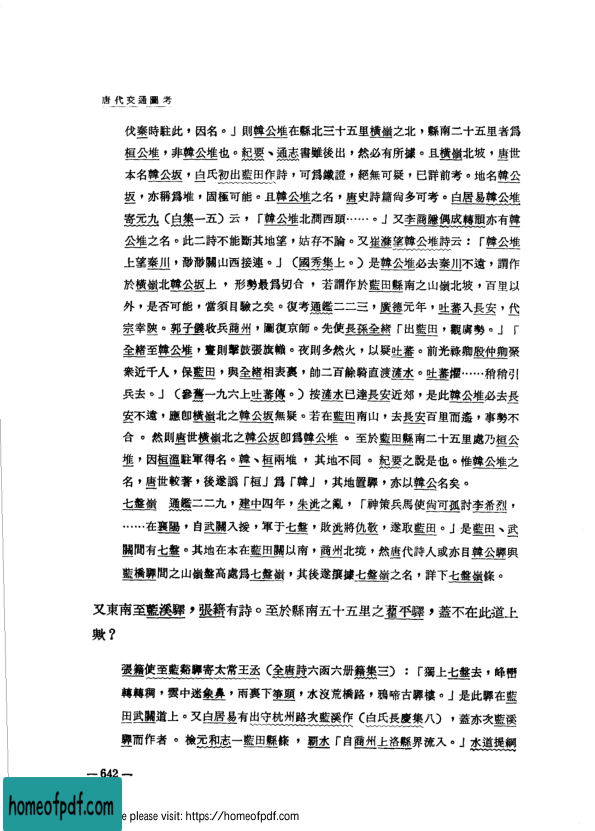 唐代交通圖考
伐秦時駐此，因名。」則韓公堆在縣北三十五里橫嶺之北，縣南二十五里者爲
桓公堆，非韓公堆也。紀要、通志書雖後出，然必有所據。且橫嶺北坡，唐世
本名韓公坂，白氏初出藍田作詩，可爲鐵證，絕無可疑，已詳前考。地名韓公
坂，亦稱爲堆，固極可能。且韓公堆之名，唐史詩篇尙多可考。白居易韓公堆
寄元九（白集一五）云，「韓公堆北澗西頭……。」又李商隱偶成轉韻亦有韓
公堆之名。此二詩不能斷其地望，姑存不論。又崔滌望韓公堆詩云：「韓公堆
上望秦川，渺渺關山西接連。」（國秀集上。）是韓公堆必去秦川不遠，謂作
於橫嶺北韓公坂上，形勢最爲切合，若謂作於藍田縣南之山嶺北坡，百里以
外，是否可能，當須目驗之矣。復考通鑑二二三，廣德元年，吐蕃入長安，代
宗幸陝。郭子儀收兵商州，圖復京師。先使長孫全緒「出藍田，觀虜勢。」「
全緒至韓公堆，晝則擊鼓張旗幟。夜則多然火，以疑吐蕃。前光祿卿殷仲卿聚
衆近千人，保藍田，與全緒相表裏，帥二百餘騎直渡滻水。吐蕃懼……稍稍引
兵去。」（參舊一九六上吐蕃傳。）按滻水已達長安近郊，是此韓公堆必去長
安不遠，應卽橫嶺北之韓公坂無疑。若在藍田南山，去長安百里而遙，事勢不
合。然則唐世橫嶺北之韓公坂卽爲韓公堆。至於藍田縣南二十五里處乃桓公
堆，因桓溫駐軍得名。韓、桓兩堆，其地不同。紀要之說是也。惟韓公堆之
名，唐世較著，後遂譌「桓」爲「韓」，其地置驛，亦以韓公名矣。
七盤嶺　通鑑二二九，建中四年，朱泚之亂，「神策兵馬使尙可孤討李希烈，
……在襄陽，自武關入援，軍于七盤，敗泚將仇敬，遂取藍田。」是藍田、武
關間有七盤。其地在本在藍田關以南，商州北境，然唐代詩人或亦目韓公驛與
藍橋驛間之山嶺盤高處爲七盤嶺，其後遂攘據七盤嶺之名，詳下七盤嶺條。
又東南至藍溪驛，張籍有詩。至於縣南五十五里之藿平驛，蓋不在此道上
歟？
張籍使至藍谿驛寄太常王丞（全唐詩六函六册籍集三）：「獨上七盤去，峰巒
轉轉稠，雲中迷象鼻，雨裏下箏頭，水沒荒橋路，鴉啼古驛樓。」是此驛在藍
田武關道上。又白居易有出守杭州路次藍溪作（白氏長慶集八），蓋亦次藍溪
驛而作者。檢元和志一藍田縣條，覇水「自商州上洛縣界流入。」水道提綱
— 642 —
homeofpdf.com
e please visit: https://homeofpdf.com